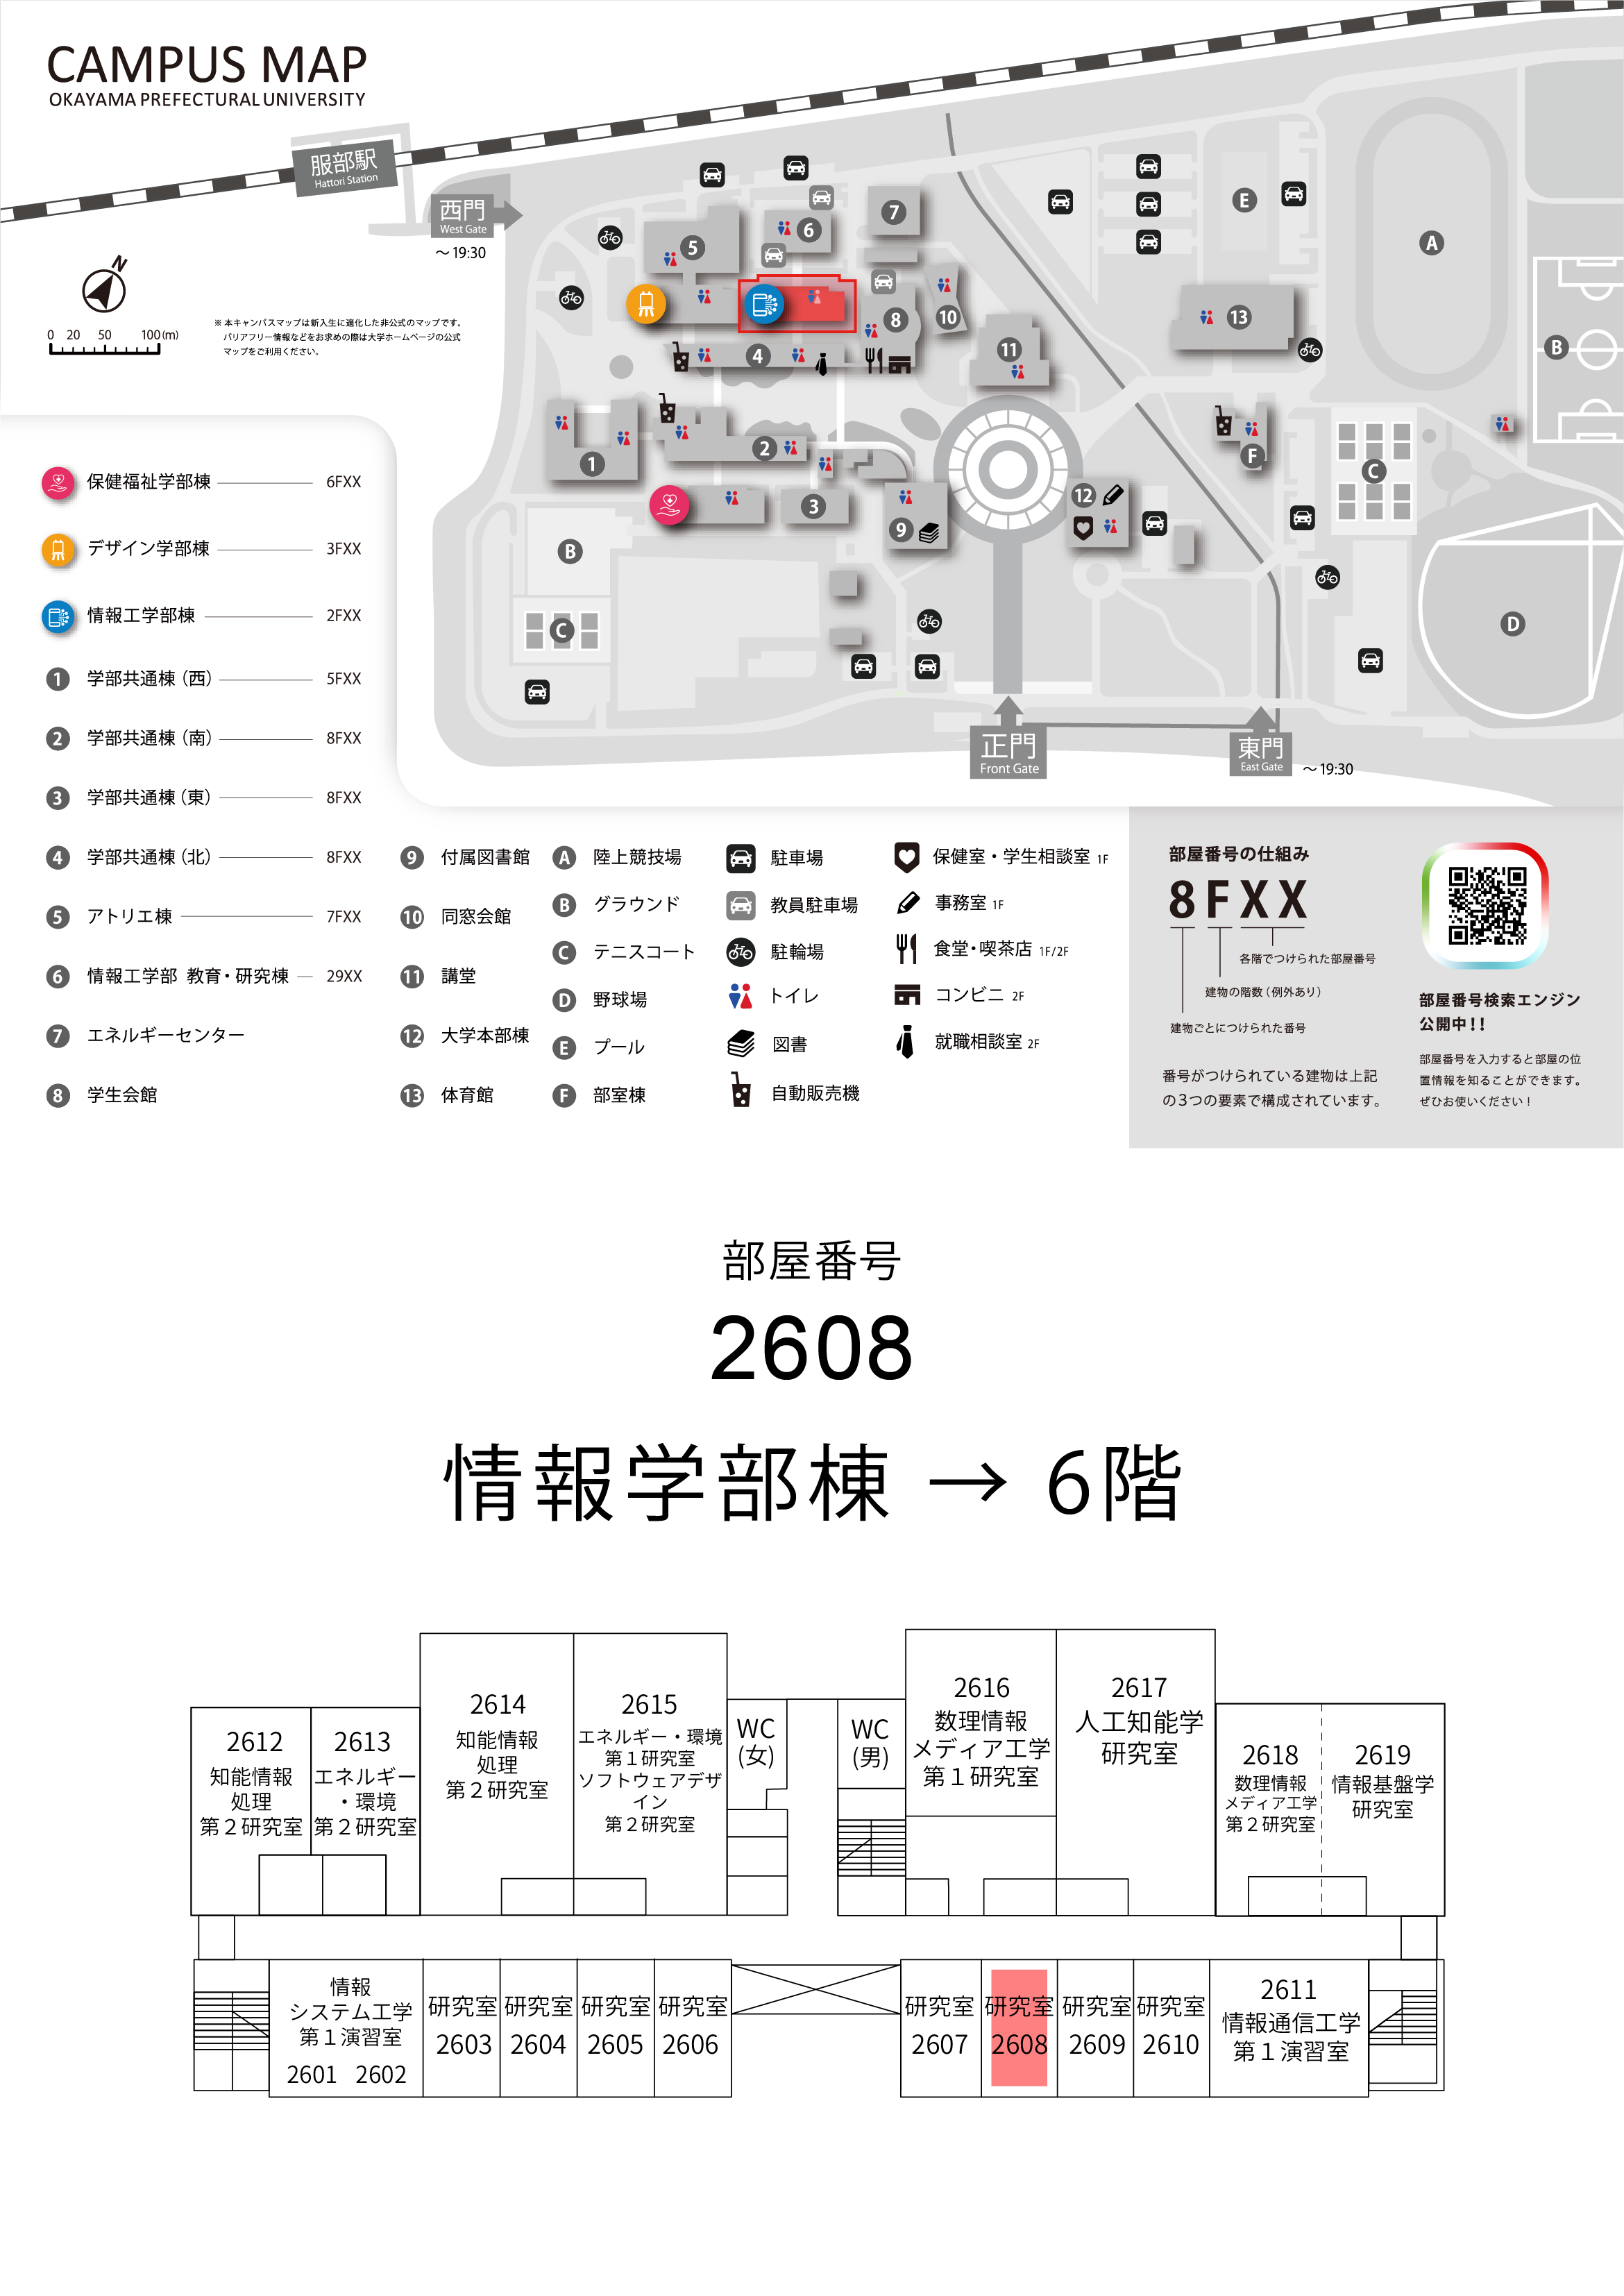 CAMPUS MAP
OKAYAMA PREFECTURAL UNIVERSITY
服部駅
Hattori Station
西門
West Gate
～19:30
N
0 20 50 100(m)
※ 本キャンパスマップは新入生に適化した非公式のマップです。
バリアフリー情報などをお求めの際は大学ホームページの公式
マップをご利用ください。
7
6
5
E
A
8
10
13
11
4
B
2
1
F
C
12
3
9
B
C
D
正門
Front Gate
東門
East Gate
～19:30
保健福祉学部棟 6FXX
デザイン学部棟 3FXX
情報工学部棟 2FXX
1 学部共通棟（西） 5FXX
2 学部共通棟（南） 8FXX
3 学部共通棟（東） 8FXX
4 学部共通棟（北） 8FXX
5 アトリエ棟 7FXX
6 情報工学部 教育・研究棟 29XX
7 エネルギーセンター
8 学生会館
9 付属図書館
10 同窓会館
11 講堂
12 大学本部棟
13 体育館
A 陸上競技場
B グラウンド
C テニスコート
D 野球場
E プール
F 部室棟
駐車場
教員駐車場
駐輪場
トイレ
図書
自動販売機
保健室・学生相談室 1F
事務室 1F
食堂・喫茶店 1F/2F
コンビニ 2F
就職相談室 2F
部屋番号の仕組み
8FXX
各階でつけられた部屋番号
建物の階数（例外あり）
建物ごとにつけられた番号
番号がつけられている建物は上記
の3つの要素で構成されています。
部屋番号検索エンジン
公開中!!
部屋番号を入力すると部屋の位
置情報を知ることができます。
ぜひお使いください！
部屋番号
2608
情報学部棟 → 6階
2612
知能情報
処理
第２研究室
2613
エネルギー
・環境
第２研究室
2614
知能情報
処理
第２研究室
2615
エネルギー・環境
第１研究室
ソフトウェアデザ
イン
第２研究室
WC
(女)
WC
(男)
2616
数理情報
メディア工学
第１研究室
2617
人工知能学
研究室
2618
数理情報
メディア工学
第２研究室
2619
情報基盤学
研究室
情報
システム工学
第１演習室
2601 2602
研究室
2603
研究室
2604
研究室
2605
研究室
2606
研究室
2607
研究室
2608
研究室
2609
研究室
2610
2611
情報通信工学
第１演習室